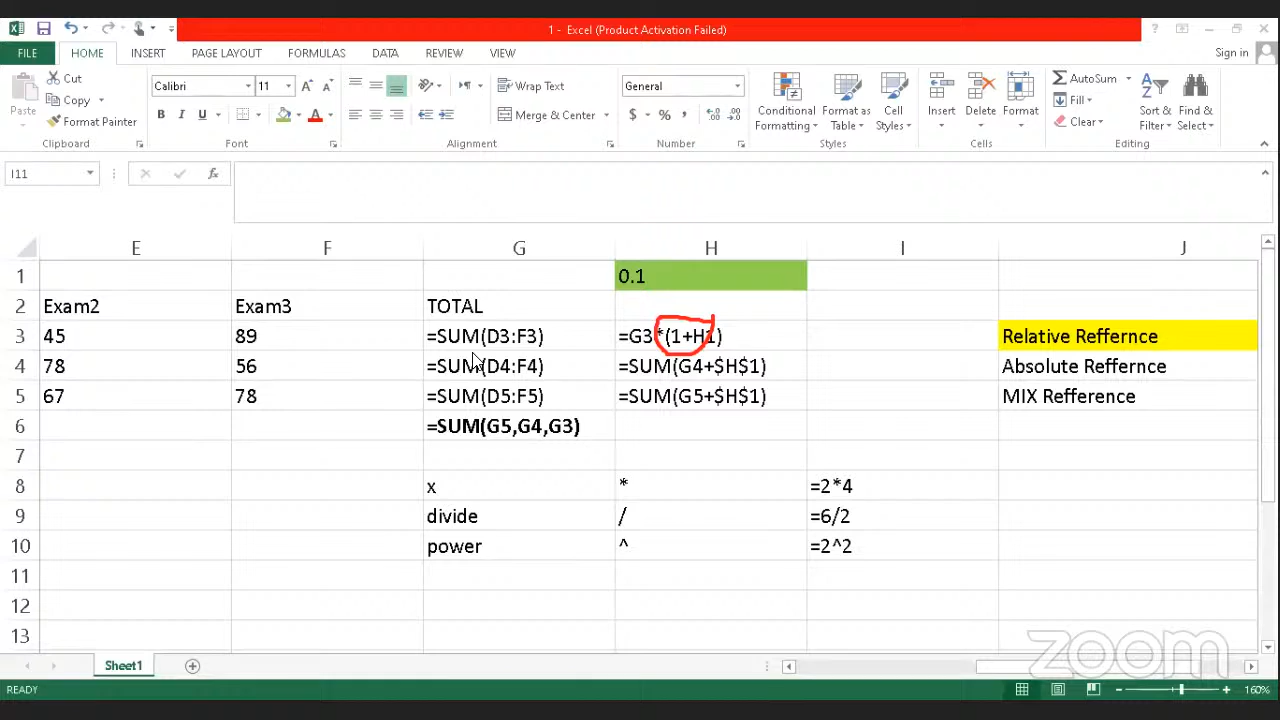 1 - Excel (Product Activation Failed)
FILE HOME INSERT PAGE LAYOUT FORMULAS DATA REVIEW VIEW Sign in
Paste Cut Copy Format Painter
Calibri 11 Wrap Text General
B I U Merge & Center $ % ,
Conditional Formatting Format as Table Cell Styles
Insert Delete Format
AutoSum Fill Clear Sort & Filter Find & Select
Clipboard Font Alignment Number Styles Cells Editing
I11 fx
E F G H I J
1 0.1
2 Exam2 Exam3 TOTAL
3 45 89 =SUM(D3:F3) =G3*(1+H1) Relative Reffernce
4 78 56 =SUM(D4:F4) =SUM(G4+$H$1) Absolute Reffernce
5 67 78 =SUM(D5:F5) =SUM(G5+$H$1) MIX Refference
6 =SUM(G5,G4,G3)
7
8 x * =2*4
9 divide / =6/2
10 power ^ =2^2
11
12
13
zoom
Sheet1
READY 160%